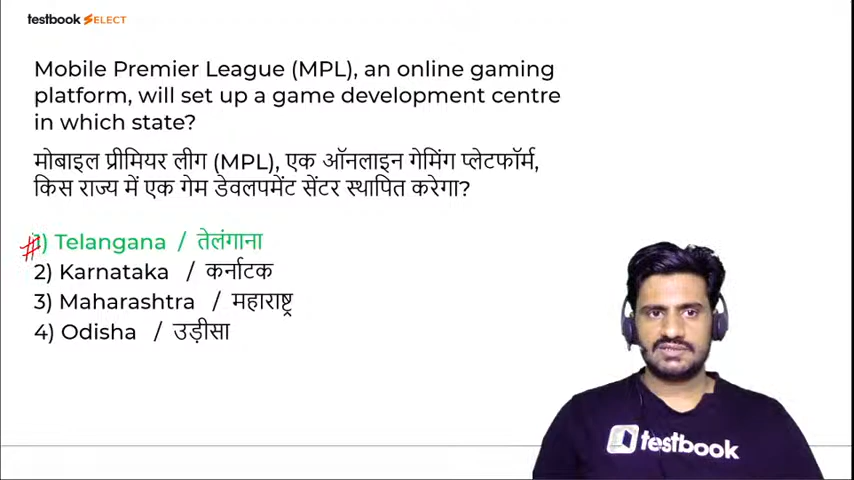 testbook SELECT
Mobile Premier League (MPL), an online gaming
platform, will set up a game development centre
in which state?
मोबाइल प्रीमियर लीग (MPL), एक ऑनलाइन गेमिंग प्लेटफॉर्म,
किस राज्य में एक गेम डेवलपमेंट सेंटर स्थापित करेगा?
1) Telangana / तेलंगाना
2) Karnataka / कर्नाटक
3) Maharashtra / महाराष्ट्र
4) Odisha / उड़ीसा
testbook